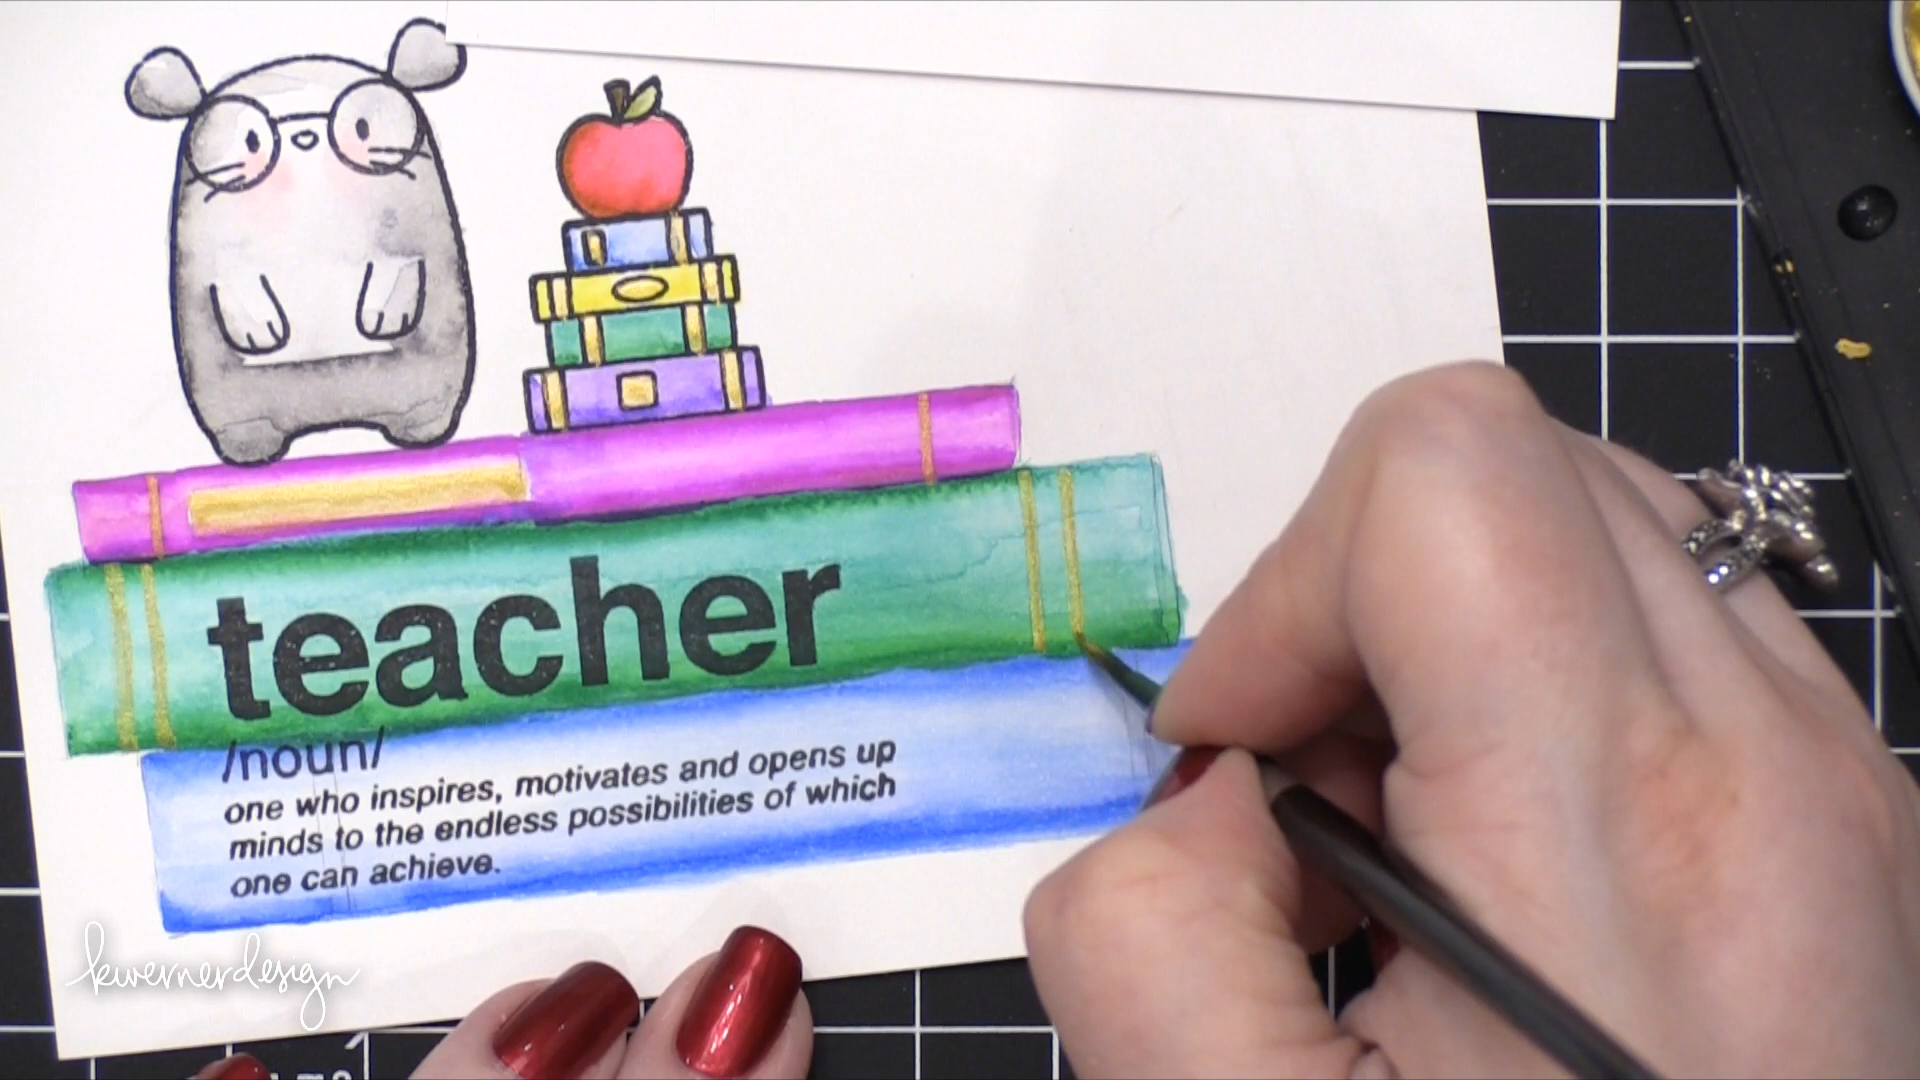 teacher
/noun/
one who inspires, motivates and opens up
minds to the endless possibilities of which
one can achieve.
kwernerdesign